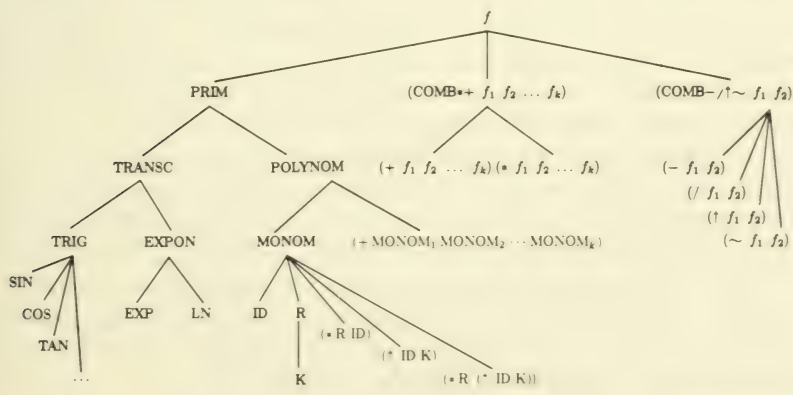 f
PRIM (COMB*+ f₁ f₂ ... fₖ) (COMB−/↑~ f₁ f₂)
TRANSC POLYNOM (+ f₁ f₂ ... fₖ) (* f₁ f₂ ... fₖ) (− f₁ f₂)
(/ f₁ f₂)
(↑ f₁ f₂)
TRIG EXPON MONOM (+ MONOM₁ MONOM₂ ··· MONOMₖ) (~ f₁ f₂)
SIN
COS EXP LN ID R (* R ID)
TAN (↑ ID K)
... K (* R (↑ ID K))